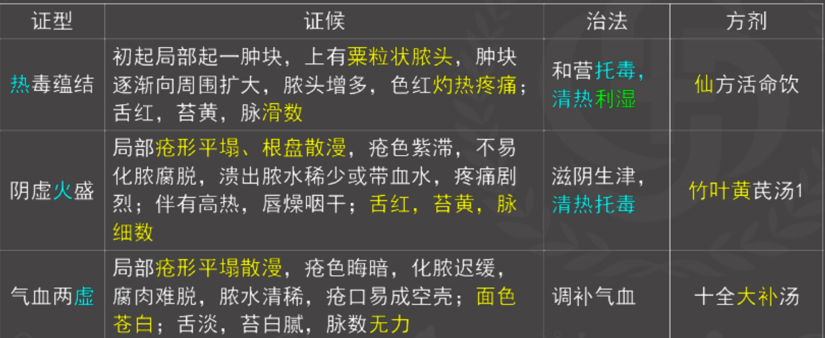 证型 证候 治法 方剂
热毒蕴结
初起局部起一肿块，上有粟粒状脓头，肿块
逐渐向周围扩大，脓头增多，色红灼热疼痛；
舌红，苔黄，脉滑数
和营托毒，
清热利湿
仙方活命饮
阴虚火盛
局部疮形平塌、根盘散漫，疮色紫滞，不易
化脓腐脱，溃出脓水稀少或带血水，疼痛剧
烈；伴有高热，唇燥咽干；舌红，苔黄，脉
细数
滋阴生津，
清热托毒
竹叶黄芪汤1
气血两虚
局部疮形平塌散漫，疮色晦暗，化脓迟缓，
腐肉难脱，脓水清稀，疮口易成空壳；面色
苍白；舌淡，苔白腻，脉数无力
调补气血
十全大补汤